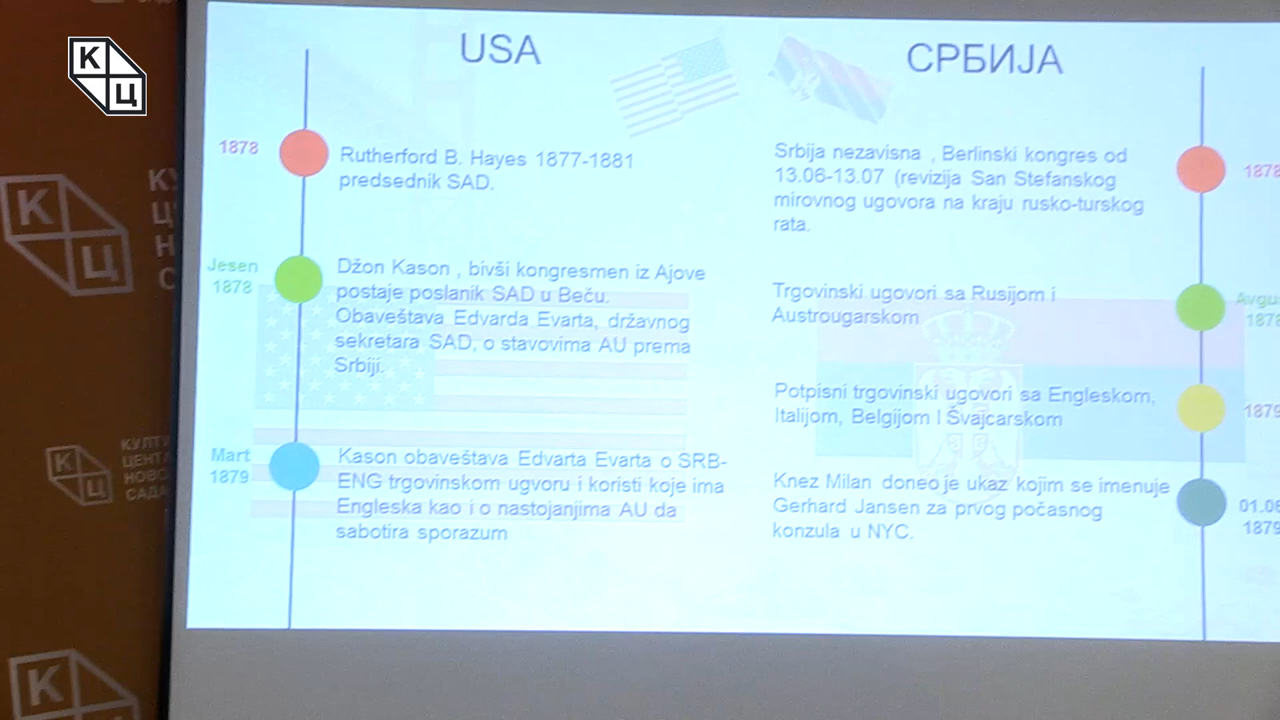 К
Ц
USA
СРБИЈА
1878
Rutherford B. Hayes 1877-1881
predsednik SAD.
Jesen
1878
Džon Kason , bivši kongresmen iz Ajove
postaje poslanik SAD u Beču.
Obaveštava Edvarda Evarta, državnog
sekretara SAD, o stavovima AU prema
Srbiji.
Mart
1879
Kason obaveštava Edvarta Evarta o SRB-
ENG trgovinskom ugvoru i koristi koje ima
Engleska kao i o nastojanjima AU da
sabotira sporazum
Srbija nezavisna , Berlinski kongres od
13.06-13.07 (revizija San Stefanskog
mirovnog ugovora na kraju rusko-turskog
rata.
1878
Trgovinski ugovori sa Rusijom i
Austrougarskom
Potpisni trgovinski ugovori sa Engleskom,
Italijom, Belgijom I Švajcarskom
1879
Knez Milan doneo je ukaz kojim se imenuje
Gerhard Jansen za prvog počasnog
konzula u NYC.
1879
К
Ц
К
Ц
К
Ц